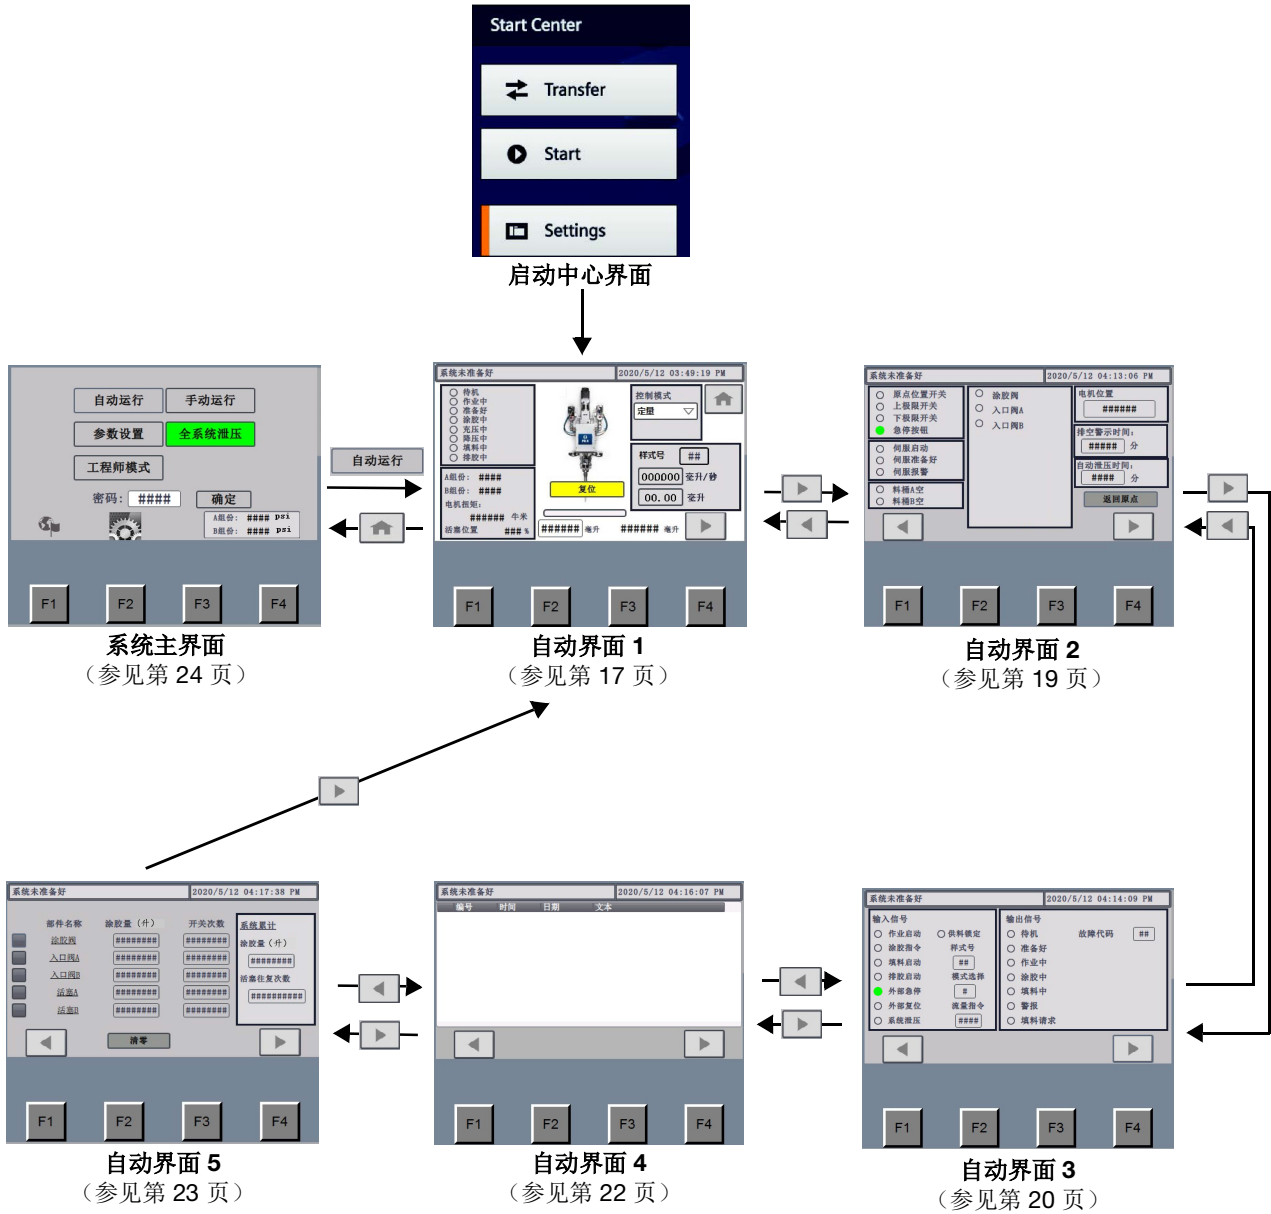 Start Center
Transfer
Start
Settings
启动中心界面
自动运行
手动运行
参数设置
全系统泄压
工程师模式
密码:
####
确定
A组份: #### psi
B组份: #### psi
F1
F2
F3
F4
系统主界面
（参见第 24 页）
自动运行
系统未准备好
2020/5/12 03:49:19 PM
待机
作业中
准备好
涂胶中
充压中
降压中
填料中
排胶中
A组份: ####
B组份: ####
电机扭矩:
###### 牛米
活塞位置 ### %
复位
###### 毫升
###### 毫升
控制模式
定量
样式号 ##
000000 毫升/秒
00.00 毫升
F1
F2
F3
F4
自动界面 1
（参见第 17 页）
系统未准备好
2020/5/12 04:13:06 PM
原点位置开关
上极限开关
下极限开关
急停按钮
伺服启动
伺服准备好
伺服报警
料桶A空
料桶B空
涂胶阀
入口阀A
入口阀B
电机位置
######
排空警示时间:
##### 分
自动泄压时间:
#### 分
返回原点
F1
F2
F3
F4
自动界面 2
（参见第 19 页）
系统未准备好
2020/5/12 04:17:38 PM
部件名称 涂胶量（升） 开关次数
涂胶阀 ######## ########
入口阀A ######## ########
入口阀B ######## ########
活塞A ######## ########
活塞B ######## ########
系统累计
涂胶量（升）
########
活塞往复次数
##########
清零
F1
F2
F3
F4
自动界面 5
（参见第 23 页）
系统未准备好
2020/5/12 04:16:07 PM
编号 时间 日期 文本
F1
F2
F3
F4
自动界面 4
（参见第 22 页）
系统未准备好
2020/5/12 04:14:09 PM
输入信号
作业启动 供料锁定
涂胶指令 样式号
填料启动 ##
排胶启动 模式选择
外部急停 #
外部复位 流量指令
系统泄压 ####
输出信号
待机 故障代码 ##
准备好
作业中
涂胶中
填料中
警报
填料请求
F1
F2
F3
F4
自动界面 3
（参见第 20 页）